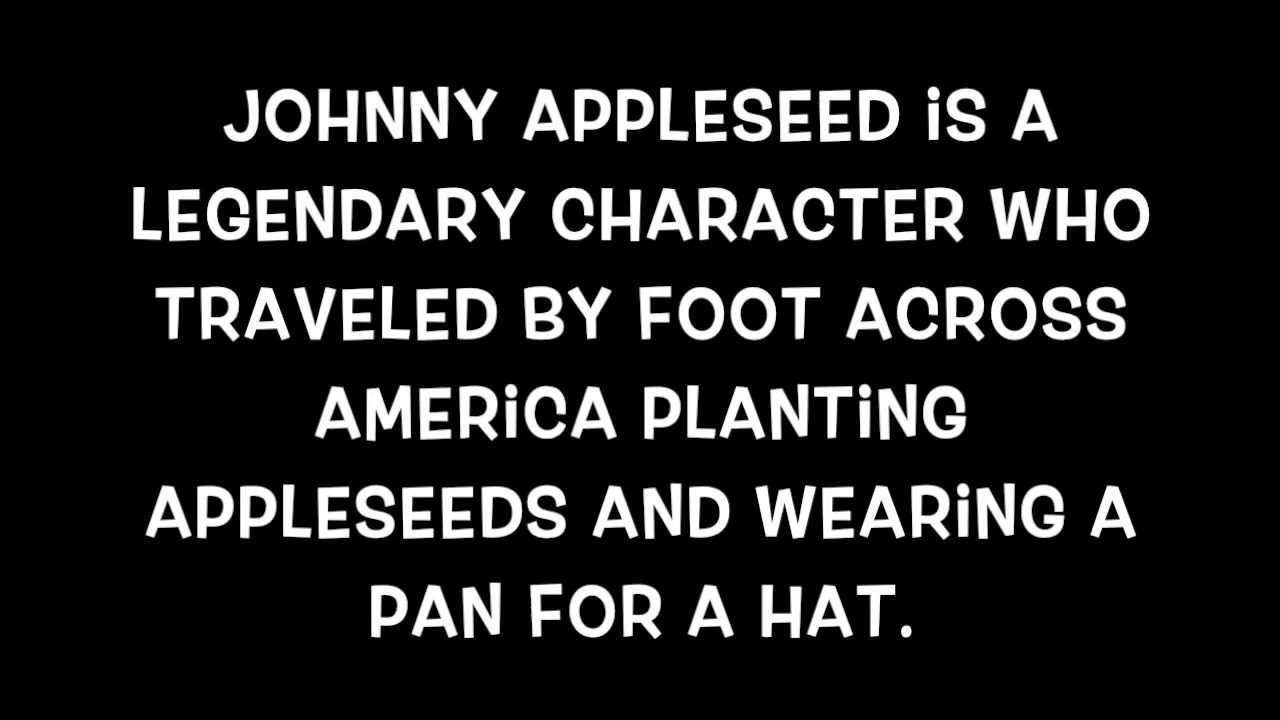 JOHNNY APPLESEED iS A
LEGENDARY CHARACTER WHO
TRAVELED BY FOOT ACROSS
AMERiCA PLANTiNG
APPLESEEDS AND WEARiNG A
PAN FOR A HAT.